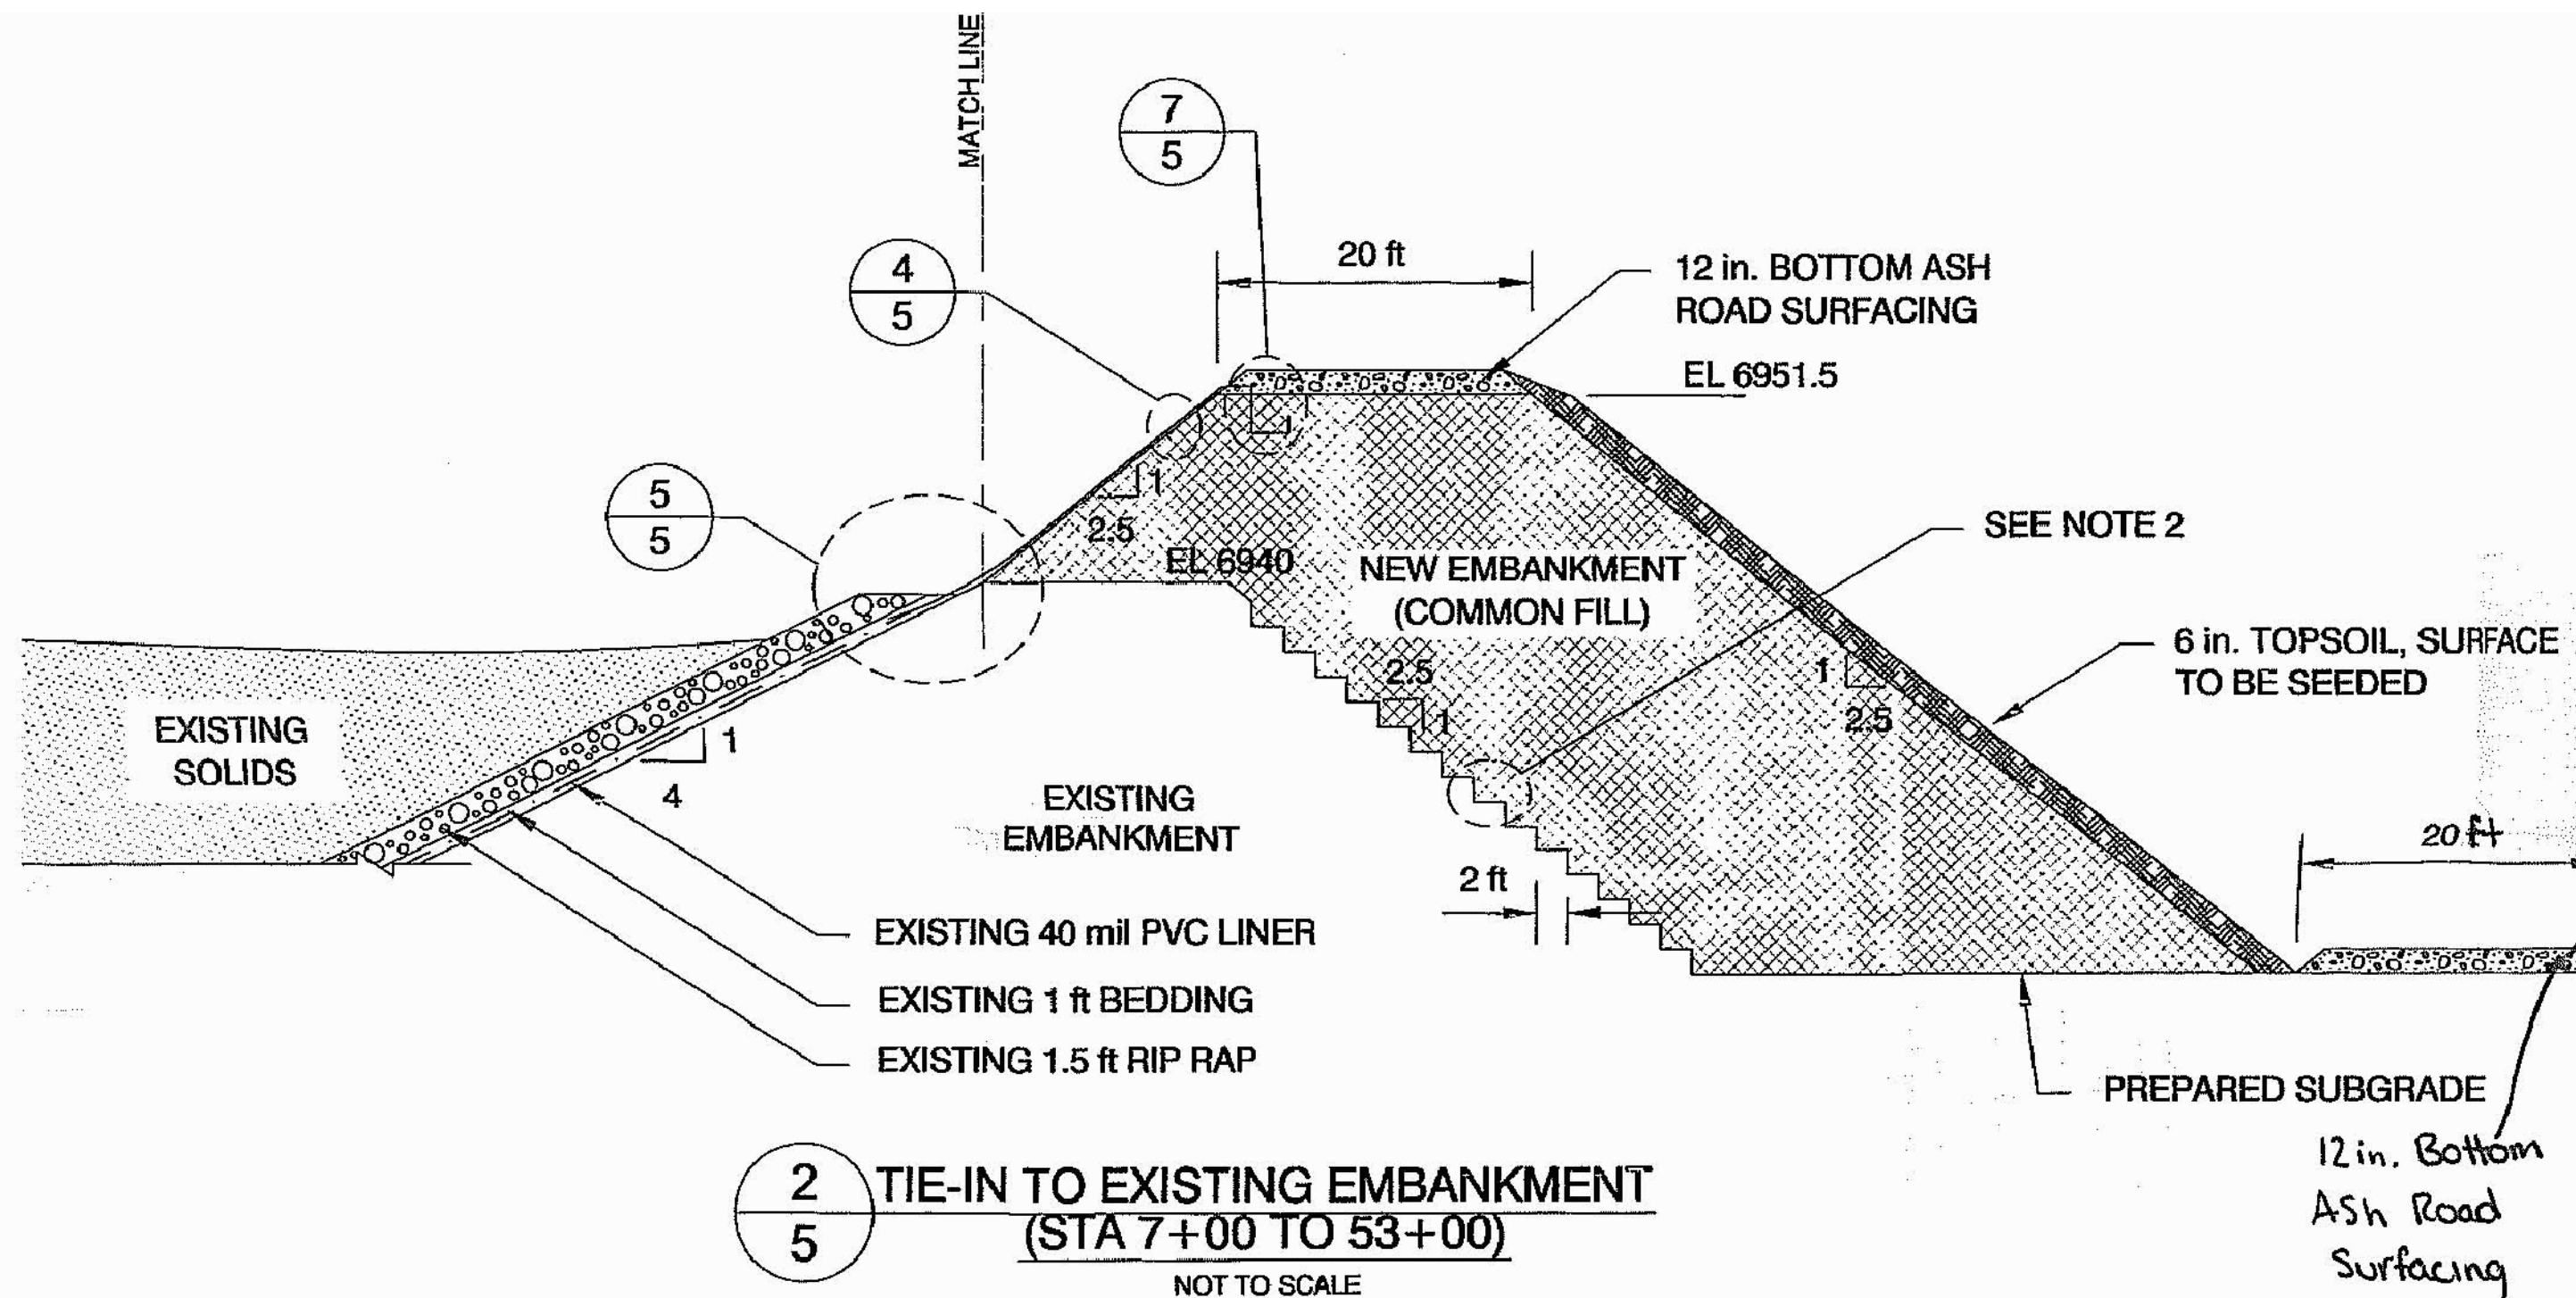 MATCH LINE
7
5
20 ft
4
5
12 in. BOTTOM ASH
ROAD SURFACING
EL 6951.5
5
5
1
2.5
EL 6940
NEW EMBANKMENT
(COMMON FILL)
SEE NOTE 2
6 in. TOPSOIL, SURFACE
TO BE SEEDED
2.5
1
1
2.5
EXISTING
SOLIDS
1
4
EXISTING
EMBANKMENT
2 ft
20 ft
EXISTING 40 mil PVC LINER
EXISTING 1 ft BEDDING
EXISTING 1.5 ft RIP RAP
PREPARED SUBGRADE
12 in. Bottom
ASh Road
Surfacing
2
5
TIE-IN TO EXISTING EMBANKMENT
(STA 7+00 TO 53+00)
NOT TO SCALE